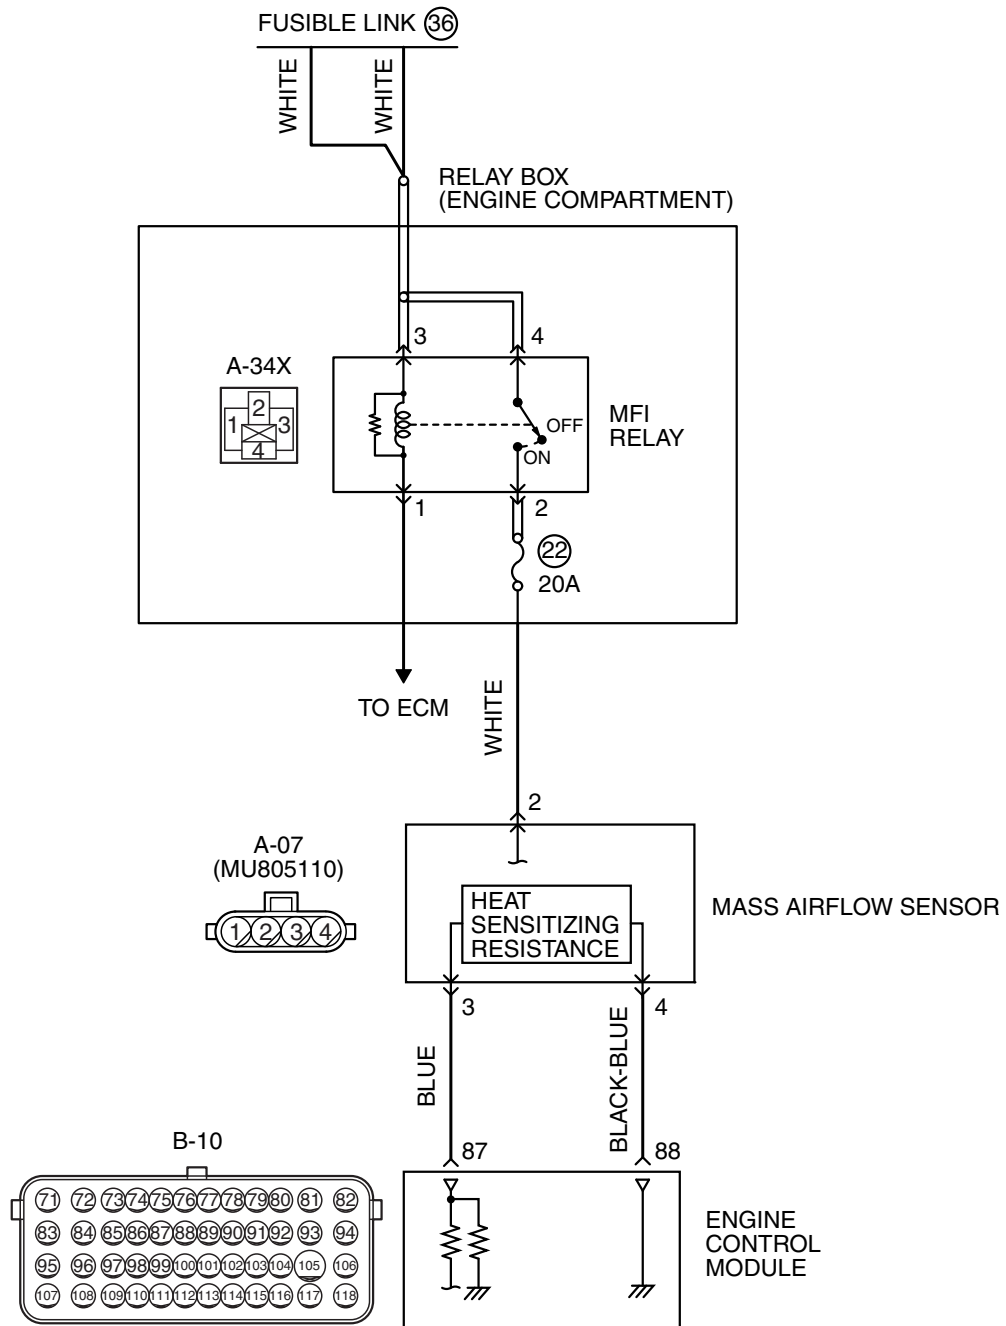 FUSIBLE LINK 36
WHITE
WHITE
RELAY BOX
(ENGINE COMPARTMENT)
3
4
A-34X
2
1
3
4
OFF
ON
MFI
RELAY
1
2
22
20A
TO ECM
WHITE
2
A-07
(MU805110)
1 2 3 4
HEAT
SENSITIZING
RESISTANCE
MASS AIRFLOW SENSOR
3
4
BLUE
BLACK-BLUE
87
88
B-10
71 72 73 74 75 76 77 78 79 80 81 82
83 84 85 86 87 88 89 90 91 92 93 94
95 96 97 98 99 100 101 102 103 104 105 106
107 108 109 110 111 112 113 114 115 116 117 118
ENGINE
CONTROL
MODULE